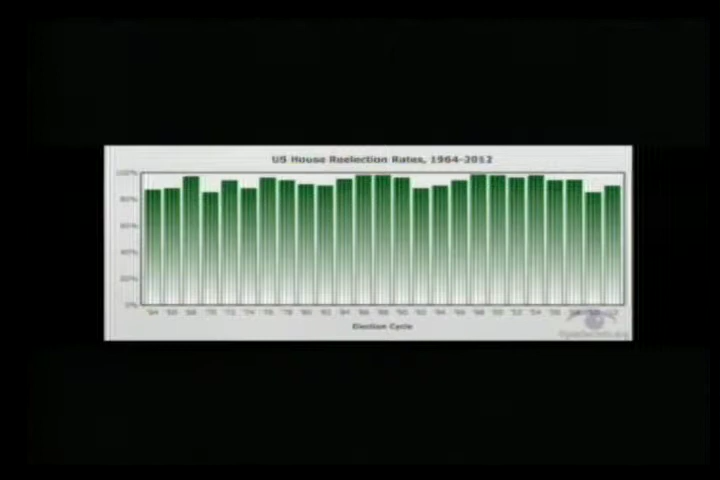 US House Reelection Rates, 1964-2012
100%
80%
60%
40%
20%
0%
'64 '66 '68 '70 '72 '74 '76 '78 '80 '82 '84 '86 '88 '90 '92 '94 '96 '98 '00 '02 '04 '06
Election Cycle